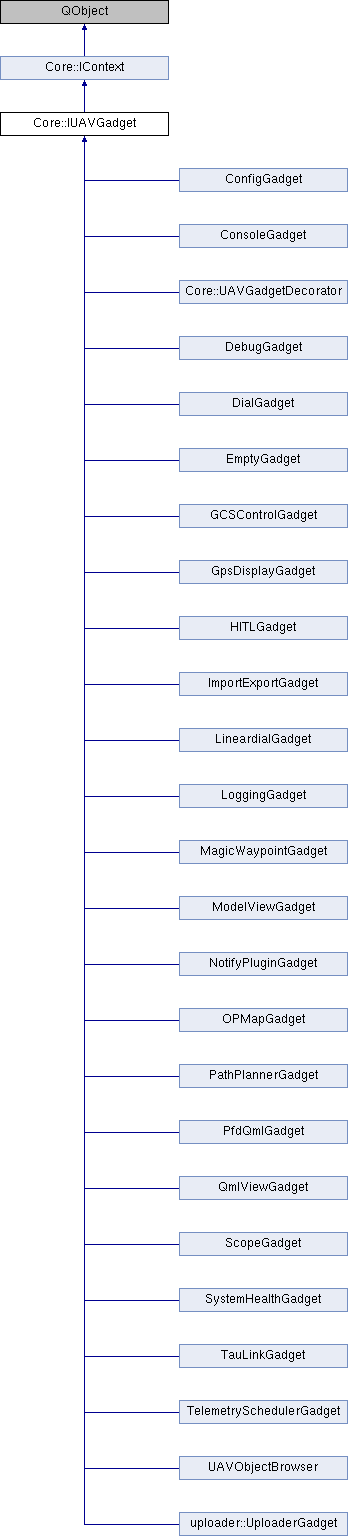 QObject
Core::IContext
Core::IUAVGadget
ConfigGadget
ConsoleGadget
Core::UAVGadgetDecorator
DebugGadget
DialGadget
EmptyGadget
GCSControlGadget
GpsDisplayGadget
HITLGadget
ImportExportGadget
LineardialGadget
LoggingGadget
MagicWaypointGadget
ModelViewGadget
NotifyPluginGadget
OPMapGadget
PathPlannerGadget
PfdQmlGadget
QmlViewGadget
ScopeGadget
SystemHealthGadget
TauLinkGadget
TelemetrySchedulerGadget
UAVObjectBrowser
uploader::UploaderGadget